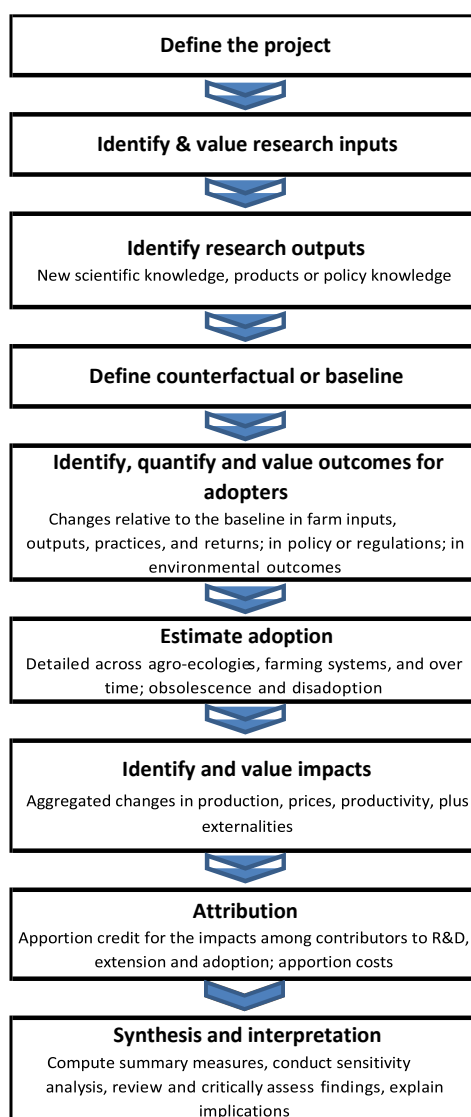 Define the project
Identify & value research inputs
Identify research outputs
New scientific knowledge, products or policy knowledge
Define counterfactual or baseline
Identify, quantify and value outcomes for
adopters
Changes relative to the baseline in farm inputs,
outputs, practices, and returns; in policy or regulations; in
environmental outcomes
Estimate adoption
Detailed across agro-ecologies, farming systems, and over
time; obsolescence and disadoption
Identify and value impacts
Aggregated changes in production, prices, productivity, plus
externalities
Attribution
Apportion credit for the impacts among contributors to R&D,
extension and adoption; apportion costs
Synthesis and interpretation
Compute summary measures, conduct sensitivity
analysis, review and critically assess findings, explain
implications